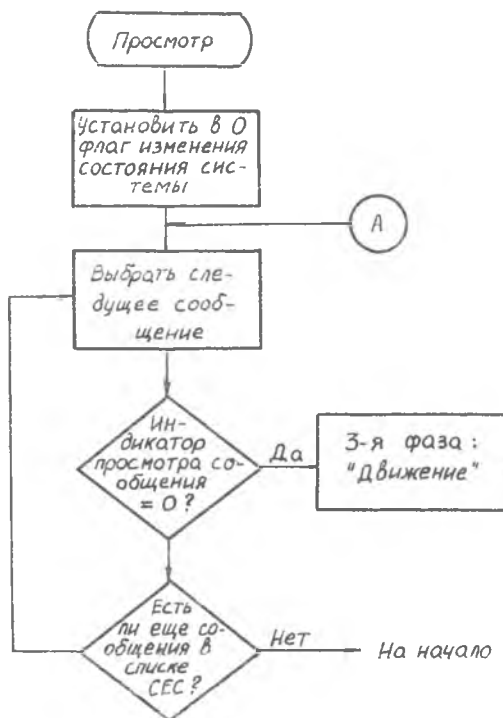 Просмотр
Установить в 0
флаг изменения
состояния сис-
темы
А
Выбрать сле-
дущее сооб-
щение
Ин-
дикатор
просмотра со-
общения
= 0 ?
Да
3-я фаза:
"Движение"
Есть
ли еще со-
общения в
списке
СЕС?
Нет
На начало